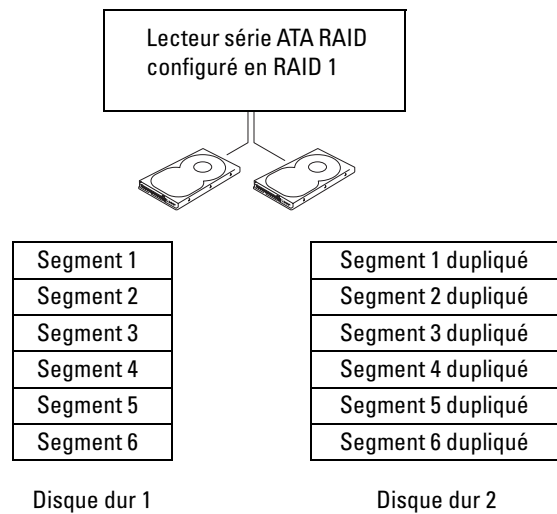 Lecteur série ATA RAID
configuré en RAID 1
Segment 1
Segment 2
Segment 3
Segment 4
Segment 5
Segment 6
Disque dur 1
Segment 1 dupliqué
Segment 2 dupliqué
Segment 3 dupliqué
Segment 4 dupliqué
Segment 5 dupliqué
Segment 6 dupliqué
Disque dur 2